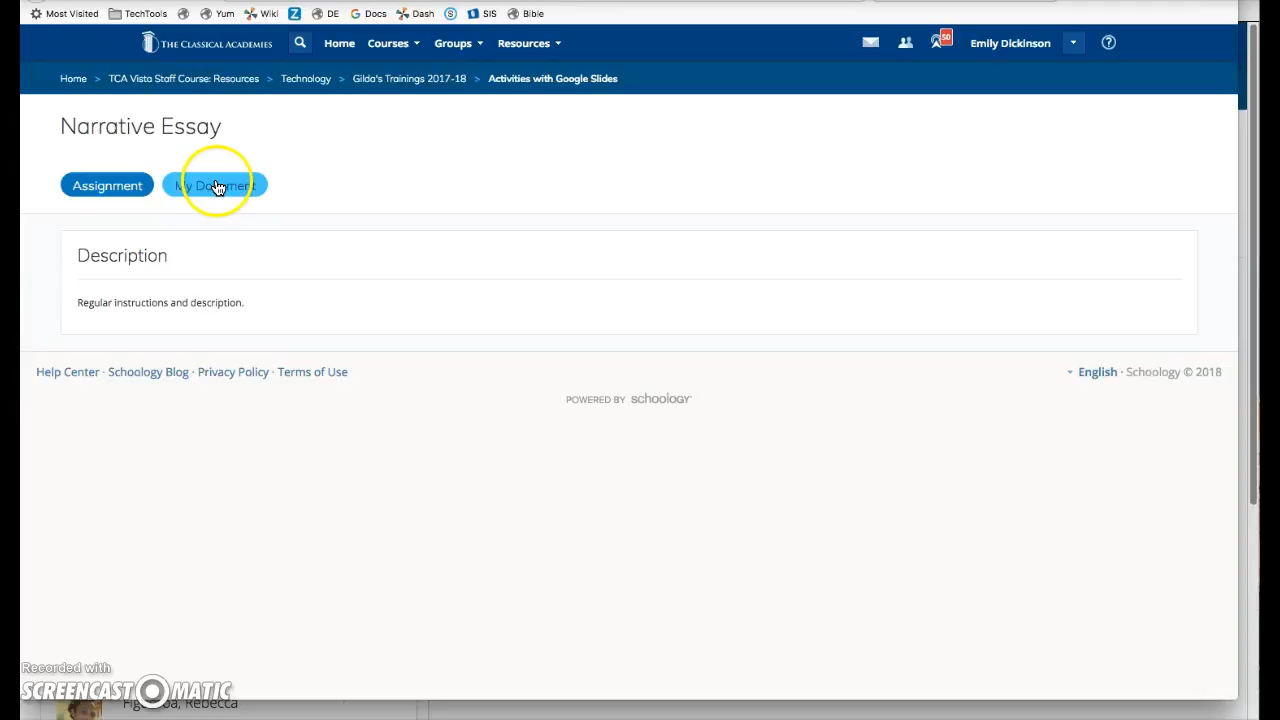 Most Visited TechTools Yum Wiki DE Docs Dash SIS Bible
THE CLASSICAL ACADEMIES Home Courses Groups Resources 50 Emily Dickinson
Home > TCA Vista Staff Course: Resources > Technology > Gilda's Trainings 2017-18 > Activities with Google Slides
Narrative Essay
Assignment My Document
Description
Regular instructions and description.
Help Center · Schoology Blog · Privacy Policy · Terms of Use English · Schoology © 2018
POWERED BY schoology
Recorded with
SCREENCAST-O-MATIC
Rebecca